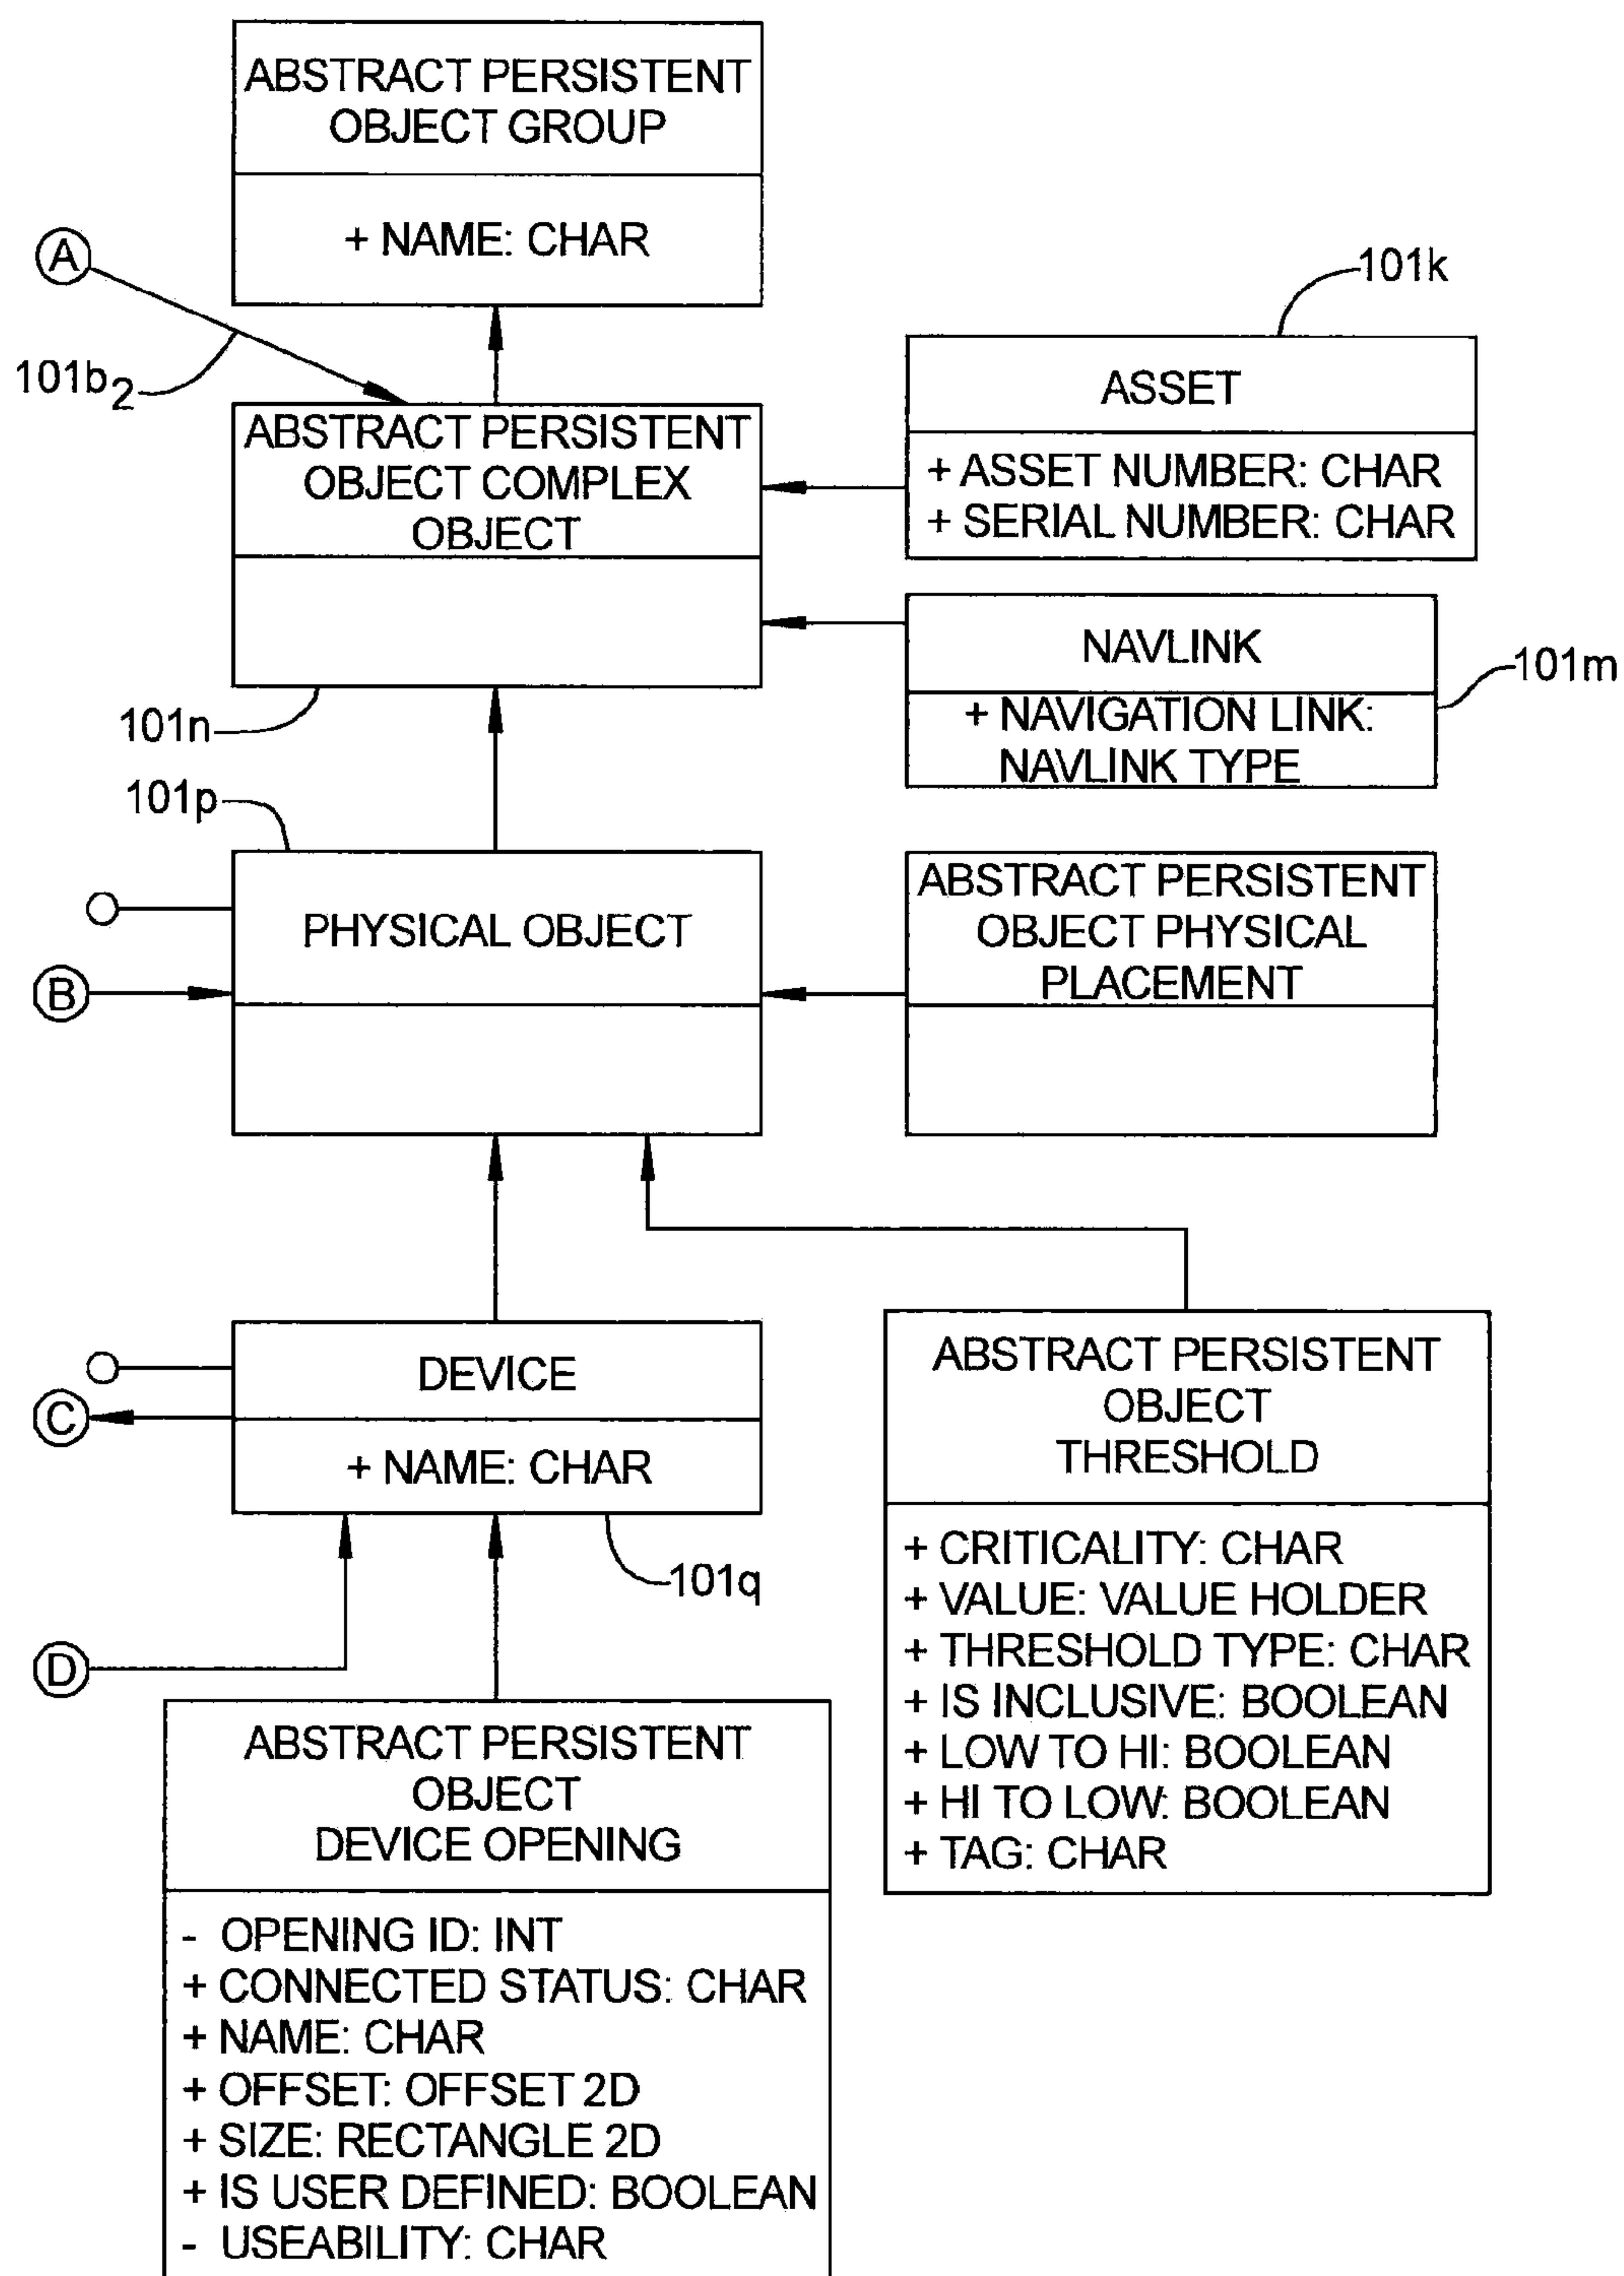 ABSTRACT PERSISTENT
OBJECT GROUP
+ NAME: CHAR
A
101b2
101k
ASSET
+ ASSET NUMBER: CHAR
+ SERIAL NUMBER: CHAR
ABSTRACT PERSISTENT
OBJECT COMPLEX
OBJECT
NAVLINK
+ NAVIGATION LINK:
NAVLINK TYPE
101m
101n
101p
PHYSICAL OBJECT
B
ABSTRACT PERSISTENT
OBJECT PHYSICAL
PLACEMENT
DEVICE
+ NAME: CHAR
C
101q
D
ABSTRACT PERSISTENT
OBJECT
THRESHOLD
+ CRITICALITY: CHAR
+ VALUE: VALUE HOLDER
+ THRESHOLD TYPE: CHAR
+ IS INCLUSIVE: BOOLEAN
+ LOW TO HI: BOOLEAN
+ HI TO LOW: BOOLEAN
+ TAG: CHAR
ABSTRACT PERSISTENT
OBJECT
DEVICE OPENING
- OPENING ID: INT
+ CONNECTED STATUS: CHAR
+ NAME: CHAR
+ OFFSET: OFFSET 2D
+ SIZE: RECTANGLE 2D
+ IS USER DEFINED: BOOLEAN
- USEABILITY: CHAR